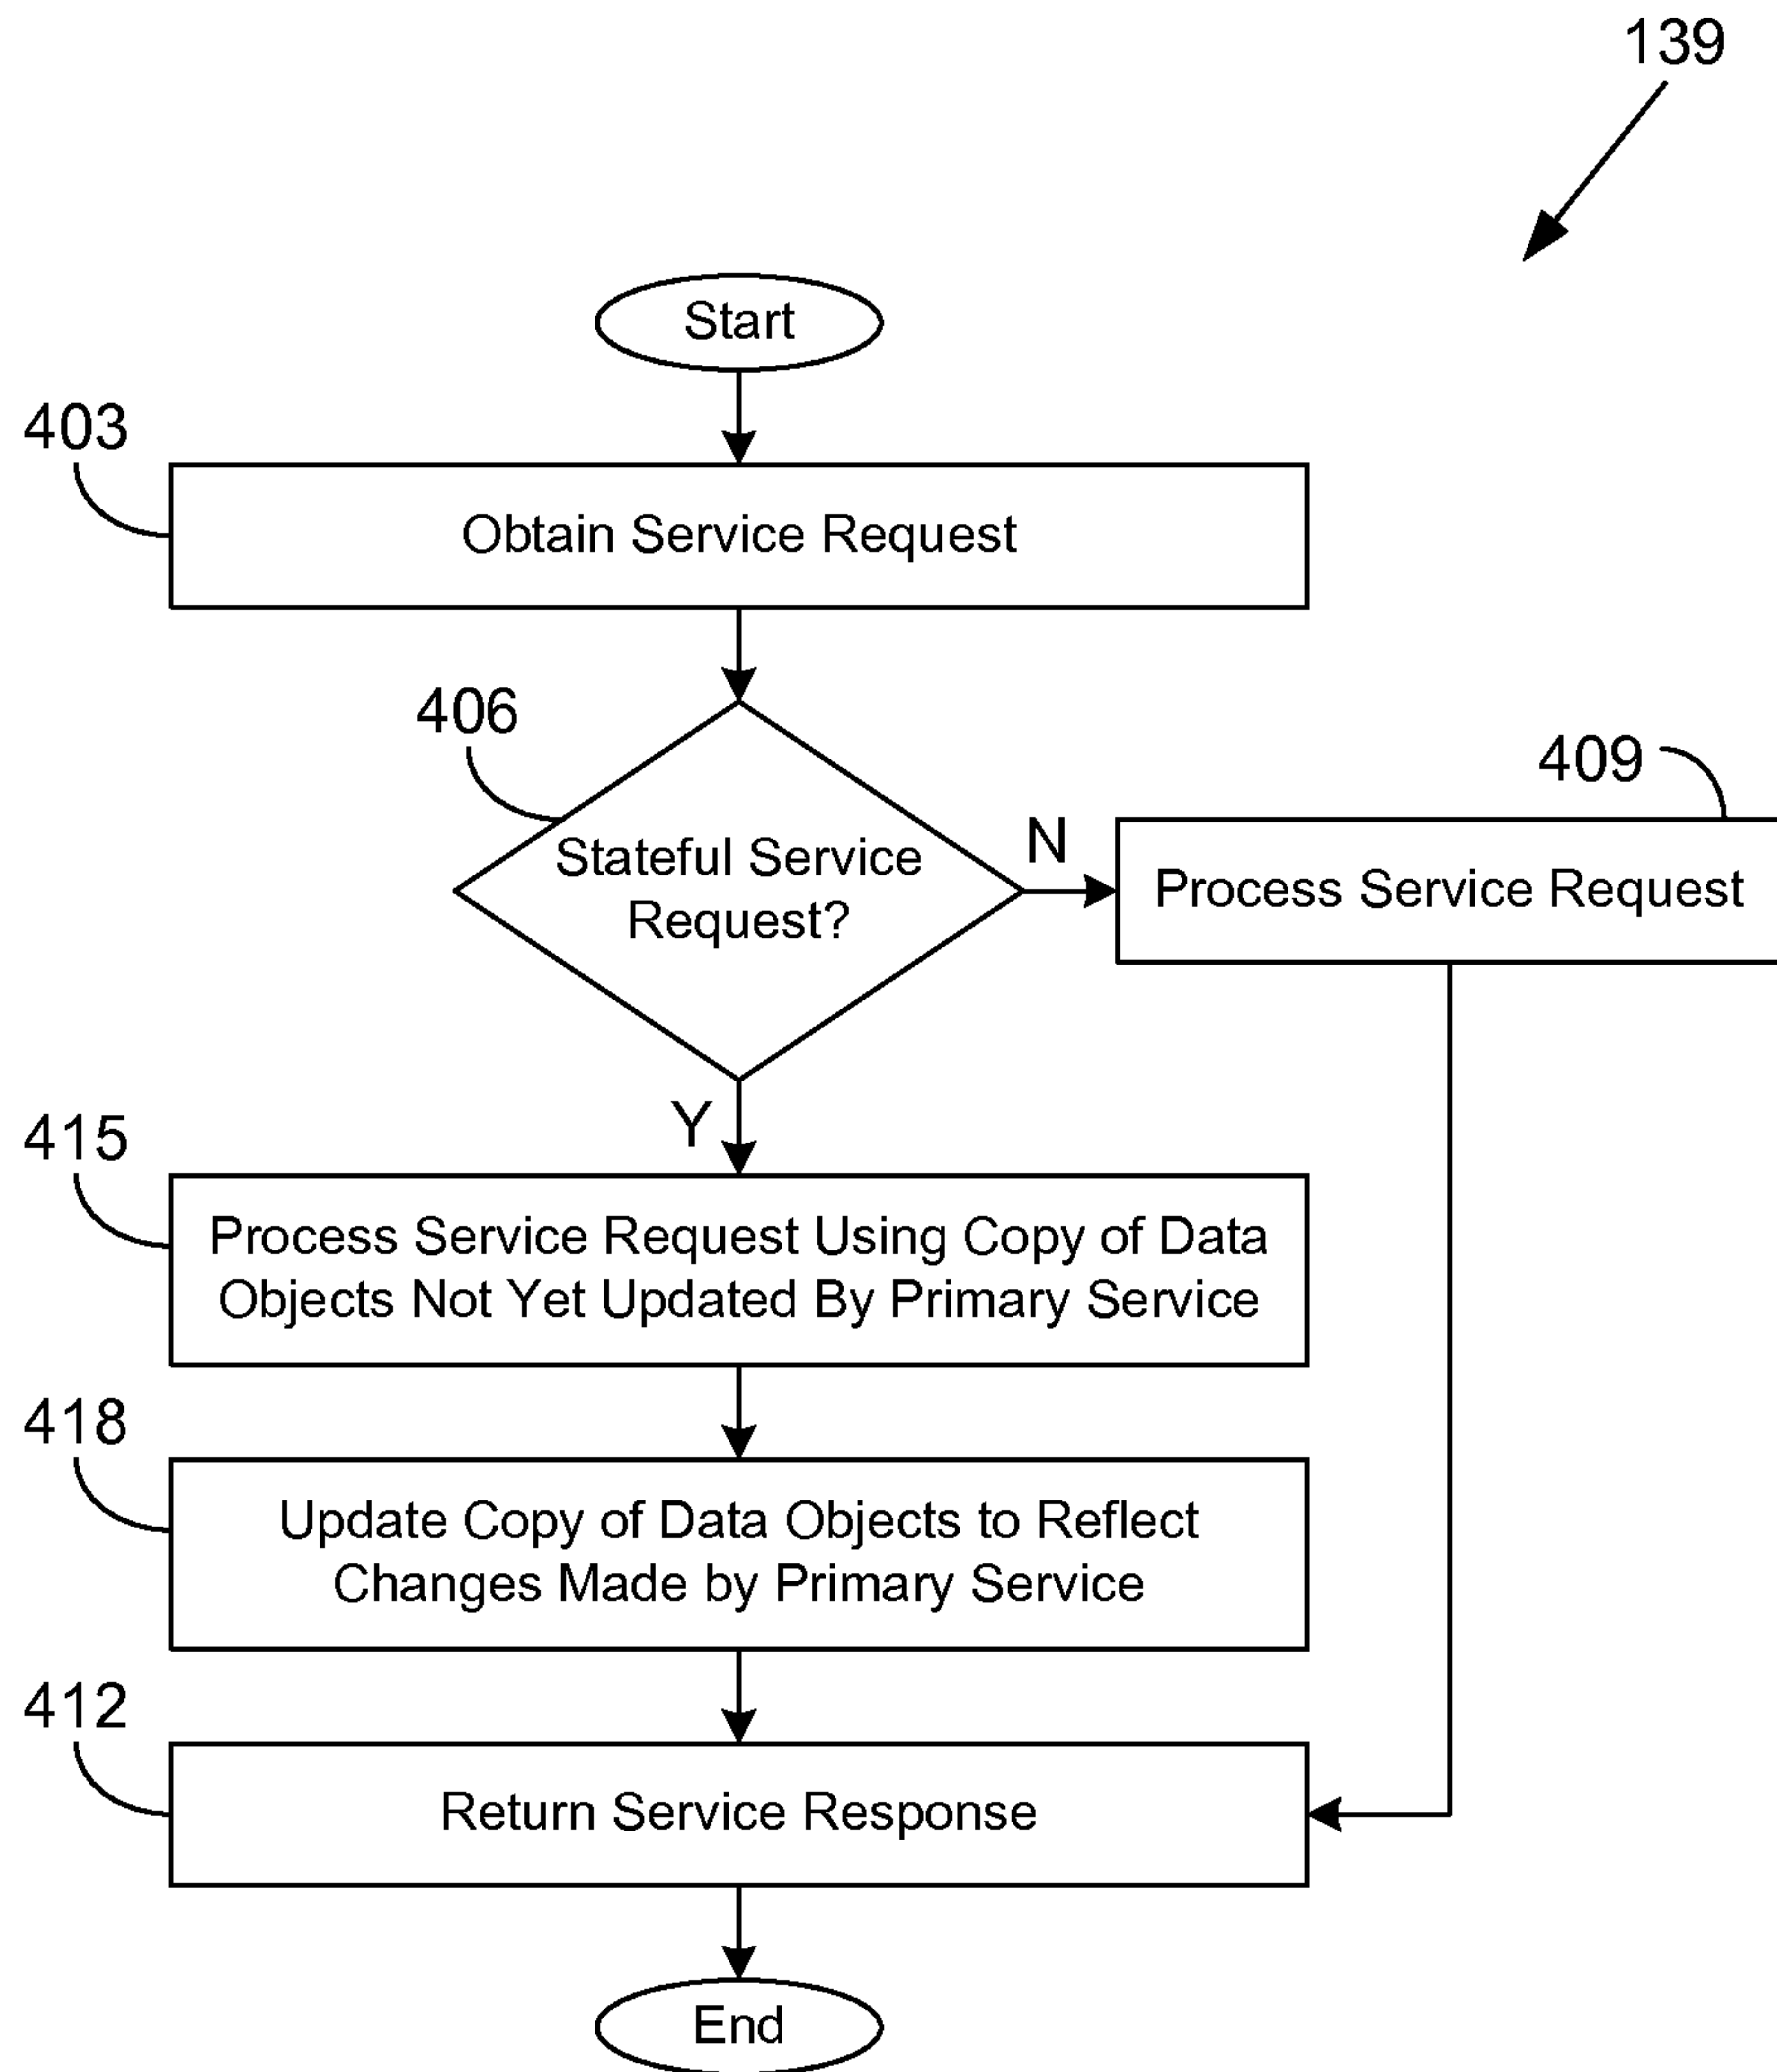 139
Start
403
Obtain Service Request
406
Stateful Service
Request?
N
409
Process Service Request
Y
415
Process Service Request Using Copy of Data
Objects Not Yet Updated By Primary Service
418
Update Copy of Data Objects to Reflect
Changes Made by Primary Service
412
Return Service Response
End